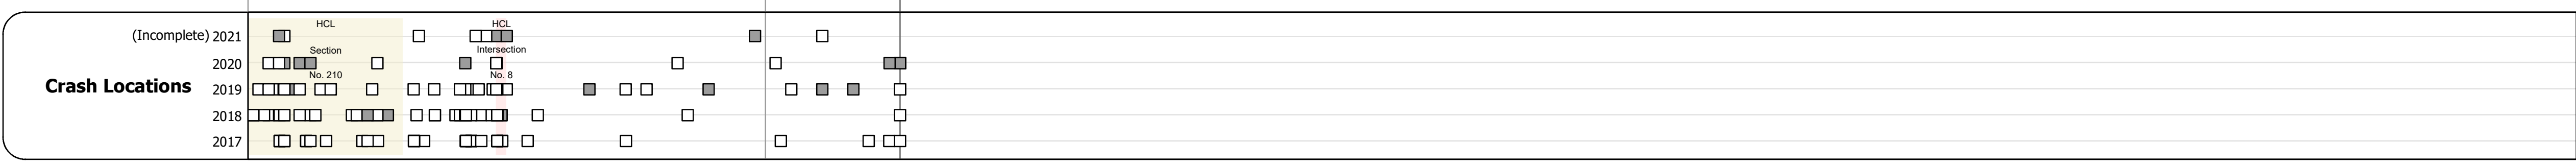 HCL
HCL
(Incomplete) 2021
Section
Intersection
2020
No. 210
No. 8
Crash Locations
2019
2018
2017